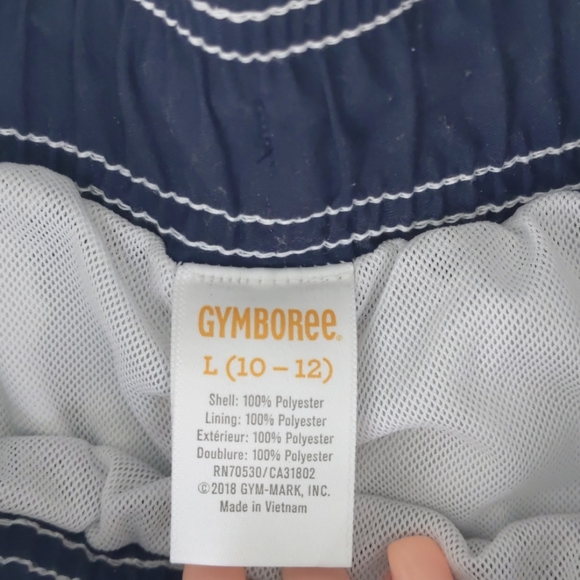 GYMBOREE.
L (10 – 12)
Shell: 100% Polyester
Lining: 100% Polyester
Extérieur: 100% Polyester
Doublure: 100% Polyester
RN70530/CA31802
©2018 GYM-MARK, INC.
Made in Vietnam